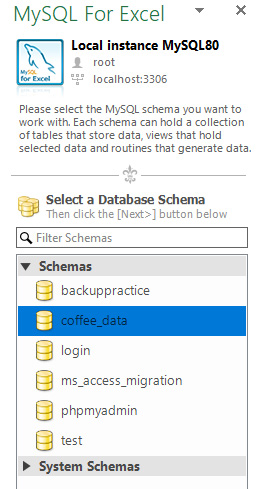 MySQL For Excel
MySQL
for Excel
Local instance MySQL80
root
localhost:3306
Please select the MySQL schema you want to
work with. Each schema can hold a collection
of tables that store data, views that hold
selected data and routines that generate data.
Select a Database Schema
Then click the [Next>] button below
Filter Schemas
Schemas
backuppractice
coffee_data
login
ms_access_migration
phpmyadmin
test
System Schemas